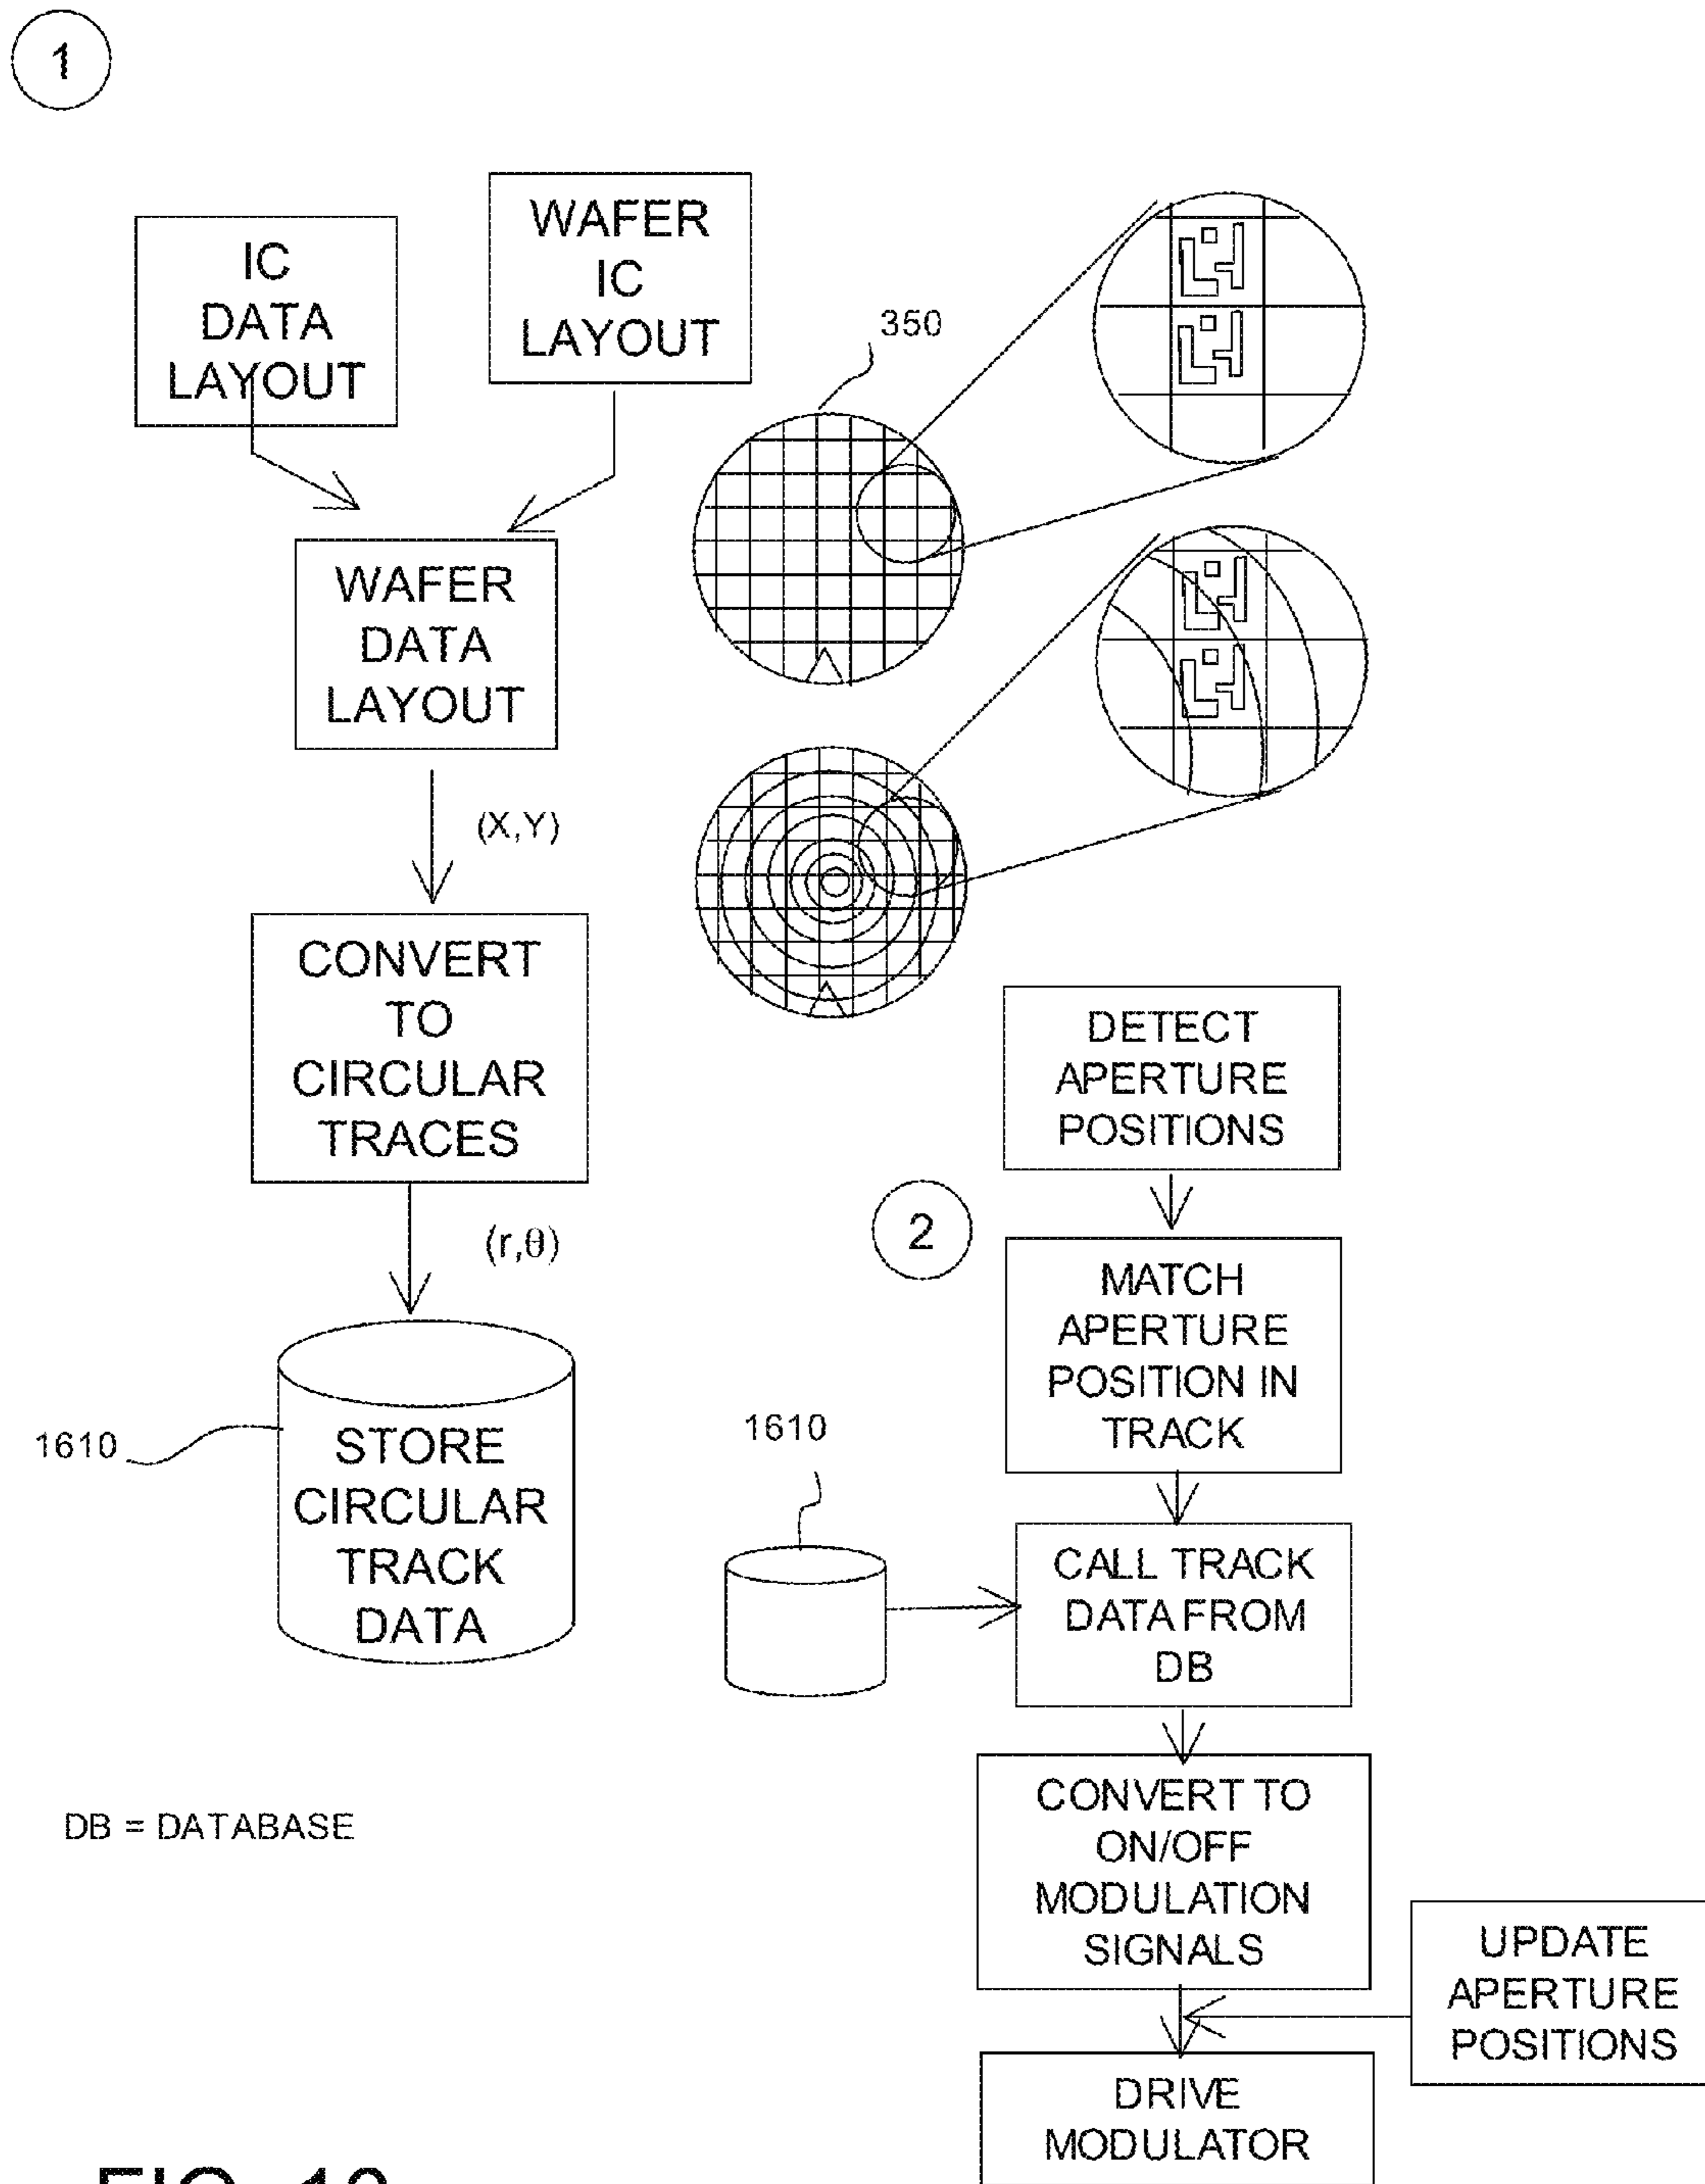 1
IC
DATA
LAYOUT
WAFER
IC
LAYOUT
350
WAFER
DATA
LAYOUT
(X,Y)
CONVERT
TO
CIRCULAR
TRACES
(r,θ)
1610
STORE
CIRCULAR
TRACK
DATA
DB = DATABASE
2
DETECT
APERTURE
POSITIONS
MATCH
APERTURE
POSITION IN
TRACK
1610
CALL TRACK
DATA FROM
DB
CONVERT TO
ON/OFF
MODULATION
SIGNALS
UPDATE
APERTURE
POSITIONS
DRIVE
MODULATOR